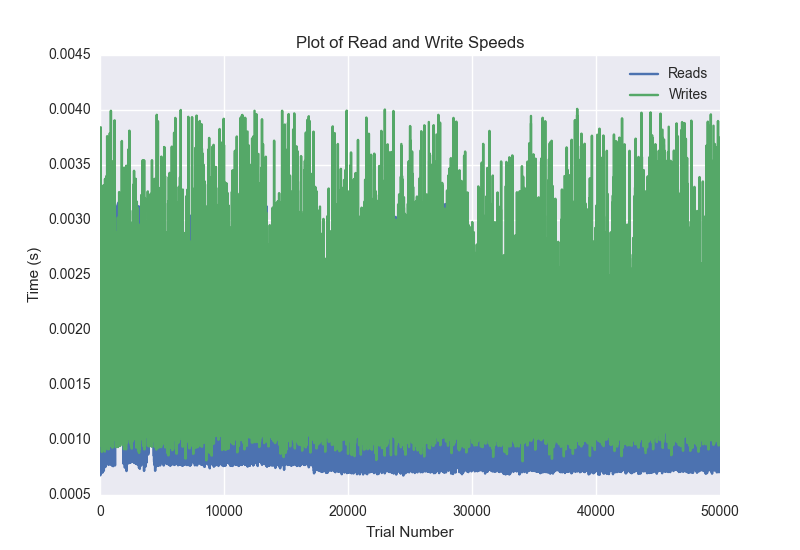 Plot of Read and Write Speeds
0.0045
0.0040
0.0035
0.0030
0.0025
0.0020
0.0015
0.0010
0.0005
Time (s)
Reads
Writes
0 10000 20000 30000 40000 50000
Trial Number